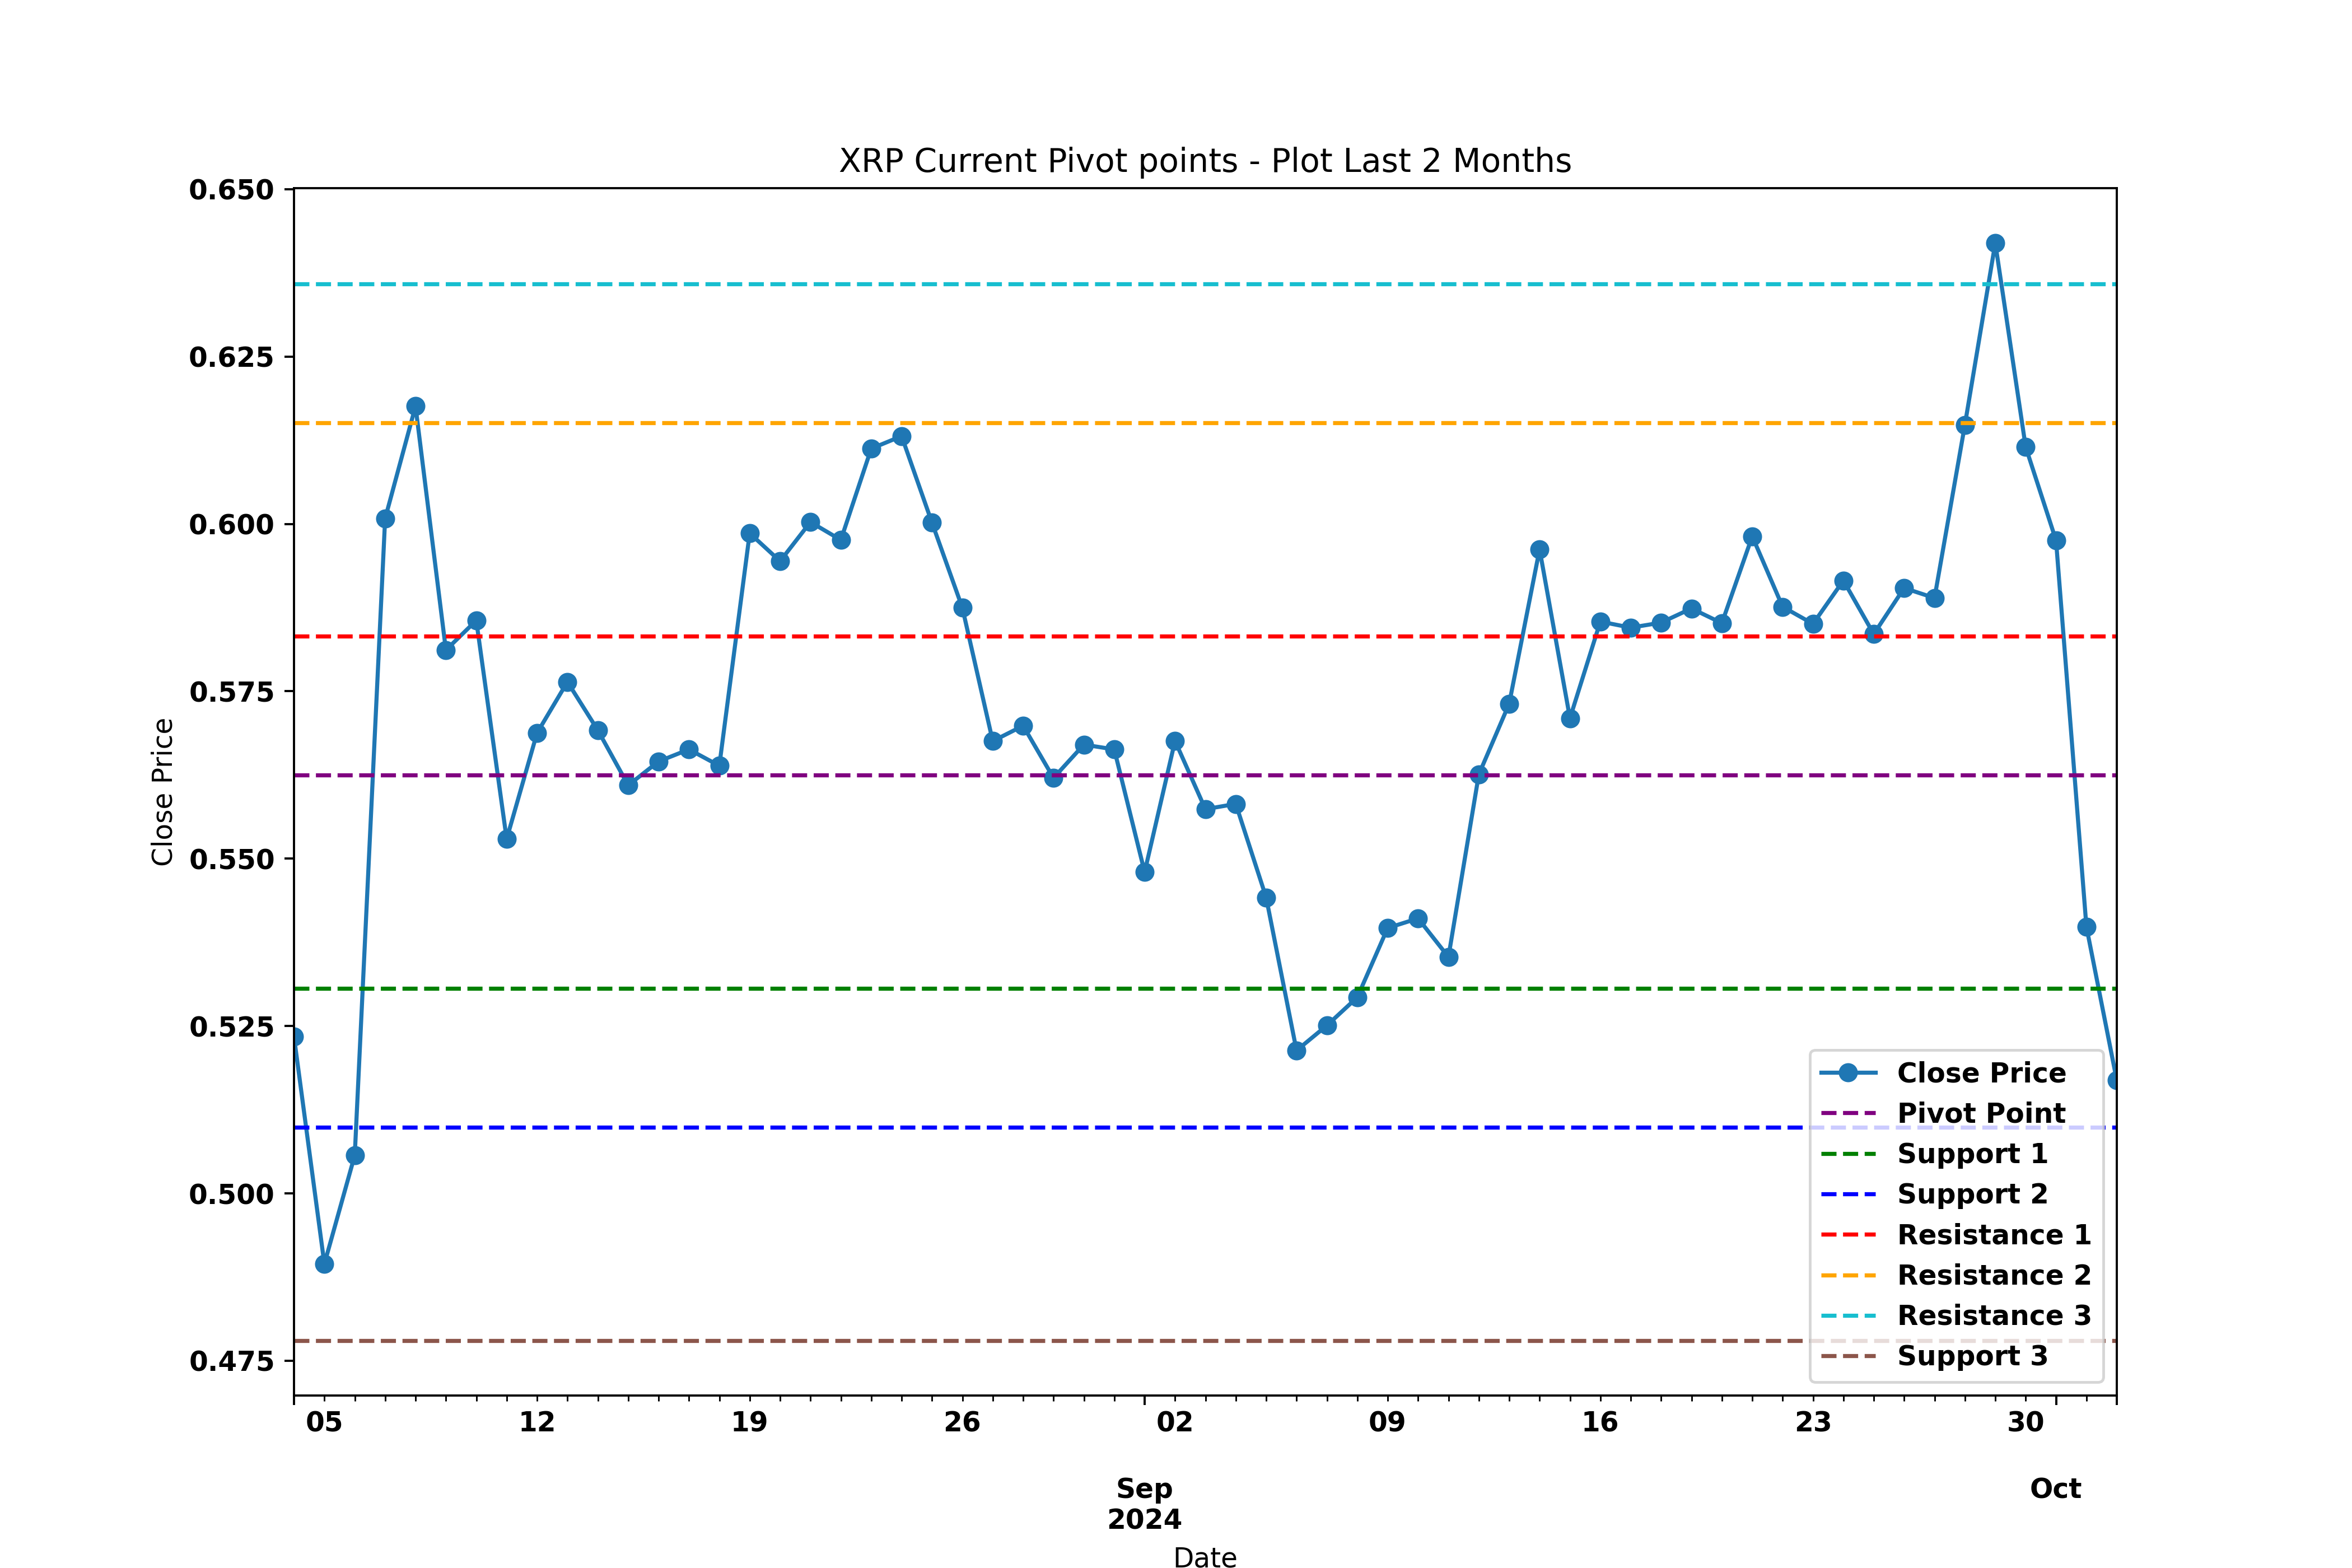 XRP Current Pivot points - Plot Last 2 Months
0.650
0.625
0.600
0.575
0.550
0.525
0.500
0.475
Close Price
Close Price
Pivot Point
Support 1
Support 2
Resistance 1
Resistance 2
Resistance 3
Support 3
05 12 19 26 02 09 16 23 30
Sep Oct
2024
Date